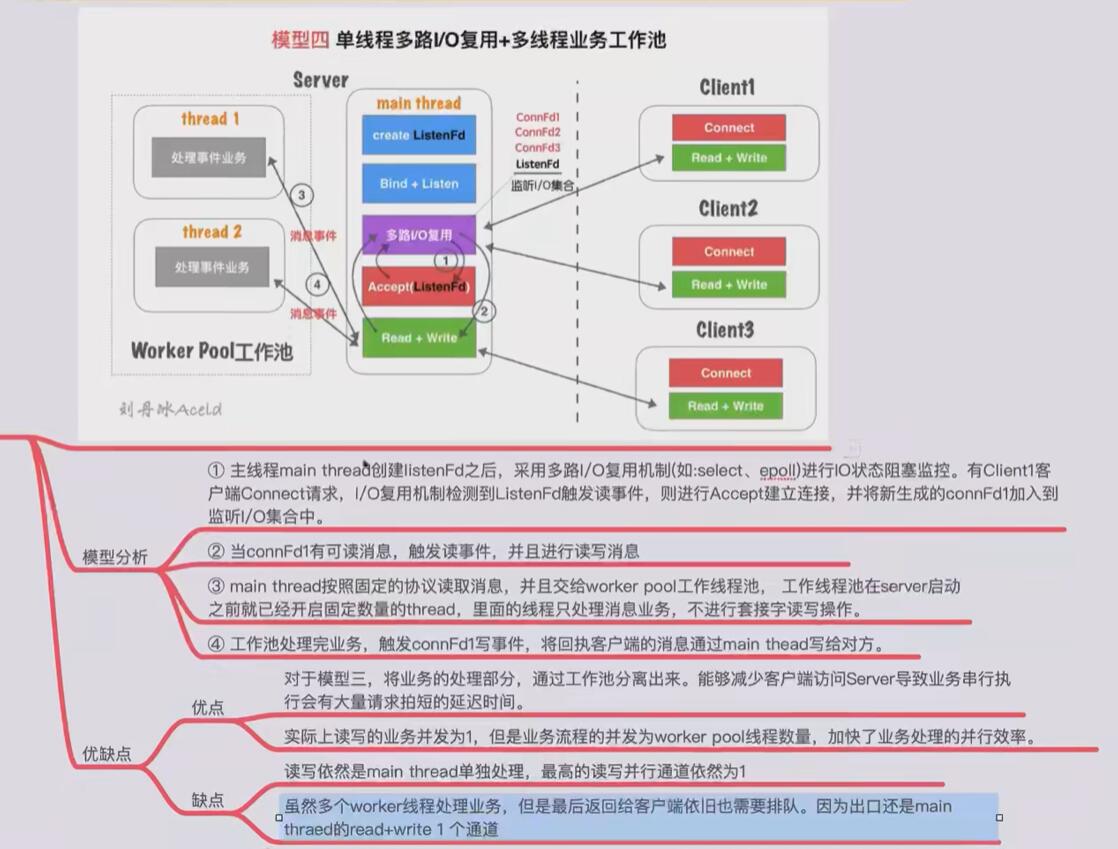 模型四 单线程多路I/O复用+多线程业务工作池
Server
thread 1
处理事件业务
thread 2
处理事件业务
Worker Pool工作池
③
消息事件
④
消息事件
main thread
create ListenFd
Bind + Listen
多路I/O复用
①
Accept(ListenFd)
②
Read + Write
ConnFd1
ConnFd2
ConnFd3
ListenFd
监听I/O集合
Client1
Connect
Read + Write
Client2
Connect
Read + Write
Client3
Connect
Read + Write
刘丹冰Aceld
模型分析
① 主线程main thread创建listenFd之后，采用多路I/O复用机制(如:select、epoll)进行IO状态阻塞监控。有Client1客
户端Connect请求，I/O复用机制检测到ListenFd触发读事件，则进行Accept建立连接，并将新生成的connFd1加入到
监听I/O集合中。
② 当connFd1有可读消息，触发读事件，并且进行读写消息
③ main thread按照固定的协议读取消息，并且交给worker pool工作线程池， 工作线程池在server启动
之前就已经开启固定数量的thread，里面的线程只处理消息业务，不进行套接字读写操作。
④ 工作池处理完业务，触发connFd1写事件，将回执客户端的消息通过main thead写给对方。
优缺点
优点
对于模型三，将业务的处理部分，通过工作池分离出来。能够减少客户端访问Server导致业务串行执
行会有大量请求拍短的延迟时间。
实际上读写的业务并发为1，但是业务流程的并发为worker pool线程数量，加快了业务处理的并行效率。
缺点
读写依然是main thread单独处理，最高的读写并行通道依然为1
虽然多个worker线程处理业务，但是最后返回给客户端依旧也需要排队。因为出口还是main
thraed的read+write 1 个通道